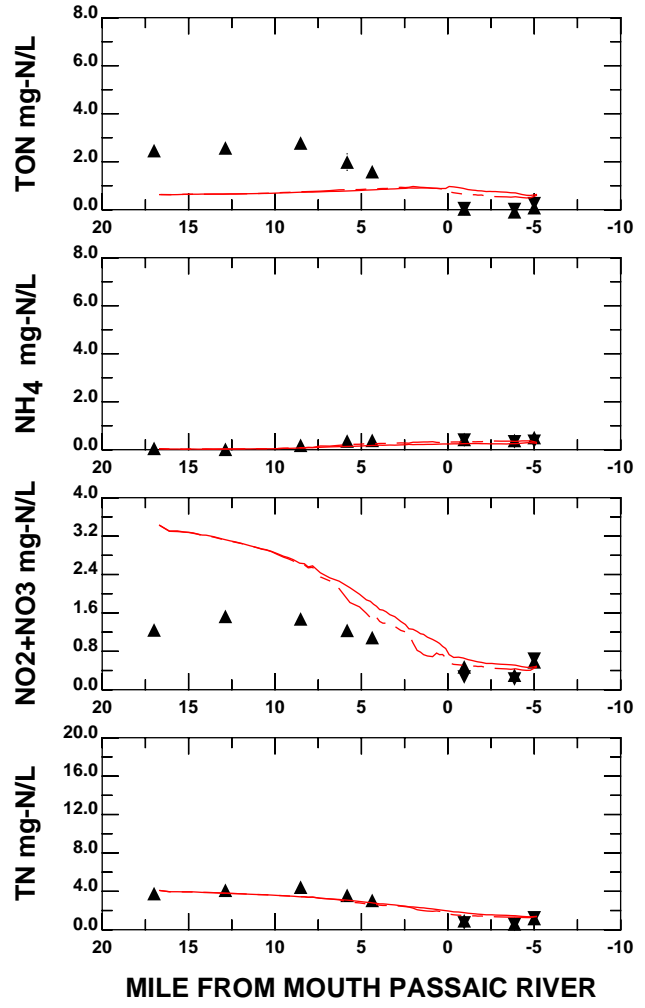 TON mg-N/L
8.0
6.0
4.0
2.0
0.0
20 15 10 5 0 -5 -10
NH4 mg-N/L
8.0
6.0
4.0
2.0
0.0
20 15 10 5 0 -5 -10
NO2+NO3 mg-N/L
4.0
3.2
2.4
1.6
0.8
0.0
20 15 10 5 0 -5 -10
TN mg-N/L
20.0
16.0
12.0
8.0
4.0
0.0
20 15 10 5 0 -5 -10
MILE FROM MOUTH PASSAIC RIVER